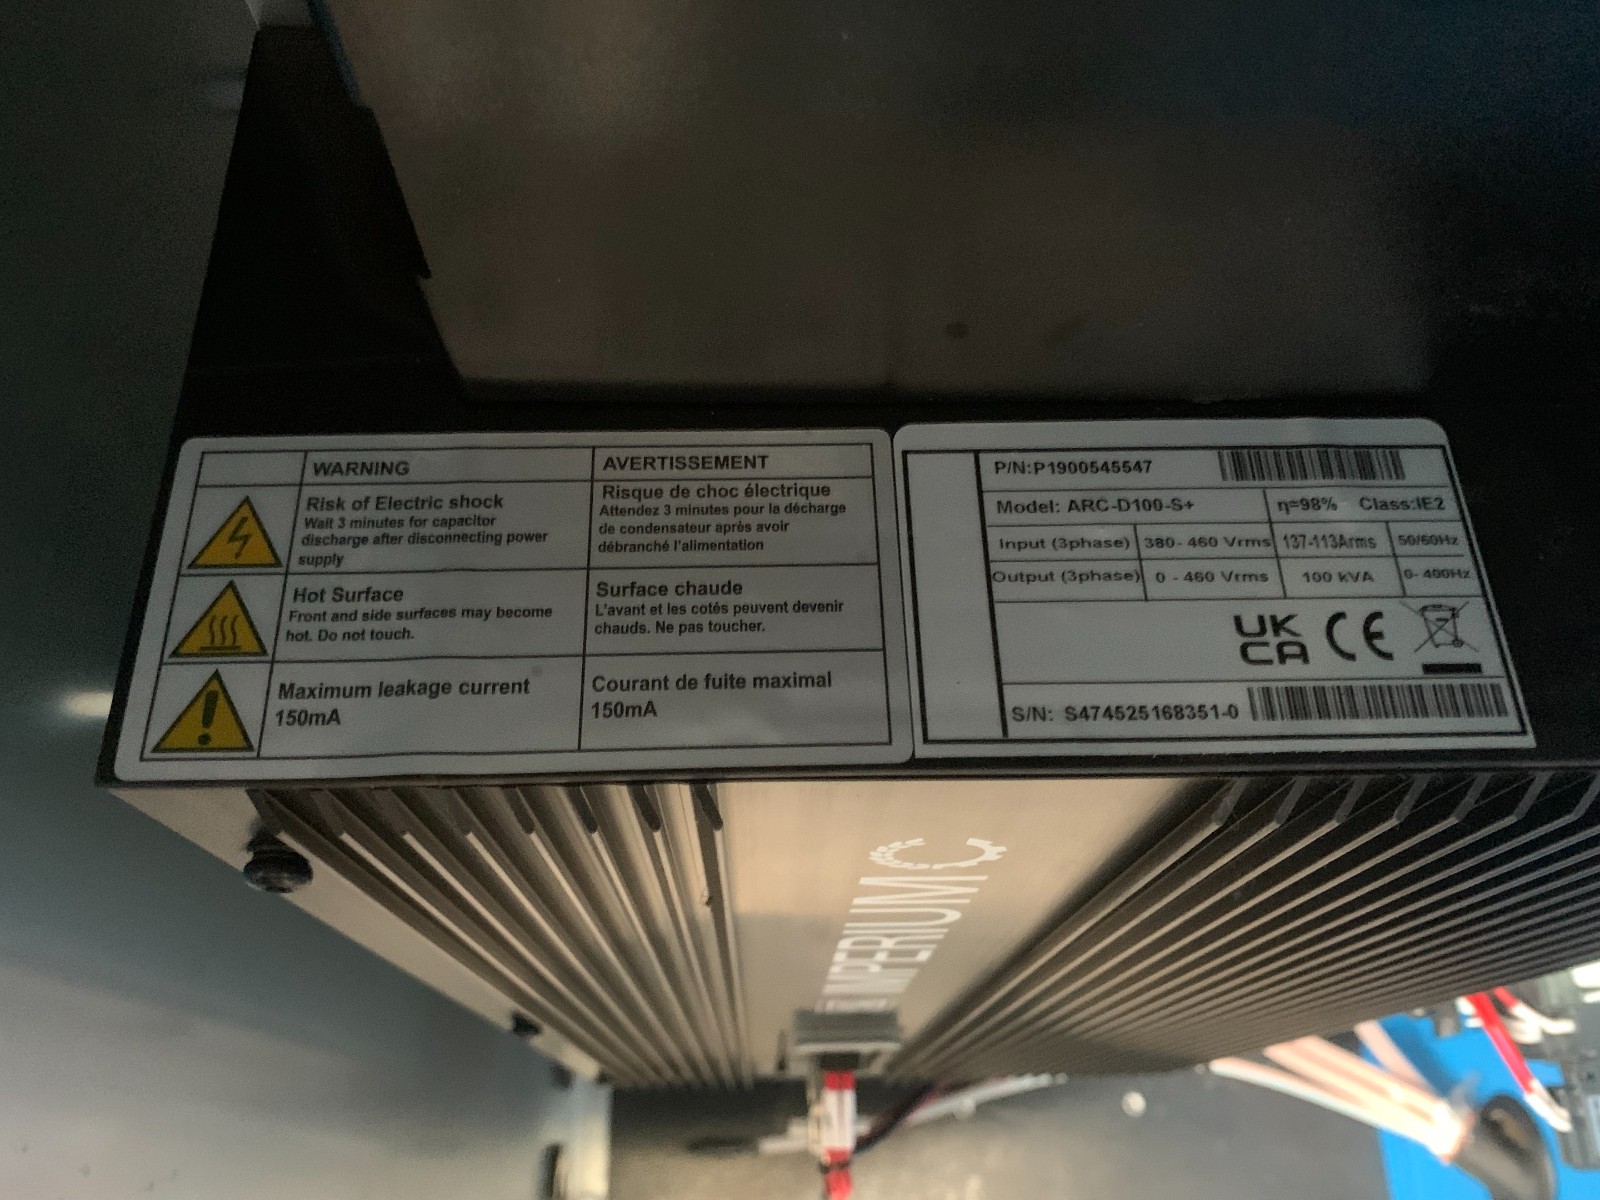 WARNING
AVERTISSEMENT
Risk of Electric shock
Wait 3 minutes for capacitor
discharge after disconnecting power
supply
Risque de choc électrique
Attendez 3 minutes pour la décharge
de condensateur après avoir
débranché l'alimentation
Hot Surface
Front and side surfaces may become
hot. Do not touch.
Surface chaude
L'avant et les cotés peuvent devenir
chauds. Ne pas toucher.
Maximum leakage current
150mA
Courant de fuite maximal
150mA
P/N:P1900545547
Model: ARC-D100-S+ η=98% Class:IE2
Input (3phase) 380- 460 Vrms 137-113Arms 50/60Hz
Output (3phase) 0 - 460 Vrms 100 kVA 0- 400Hz
UK
CA
CE
S/N: S474525168351-0
IMPERIUM